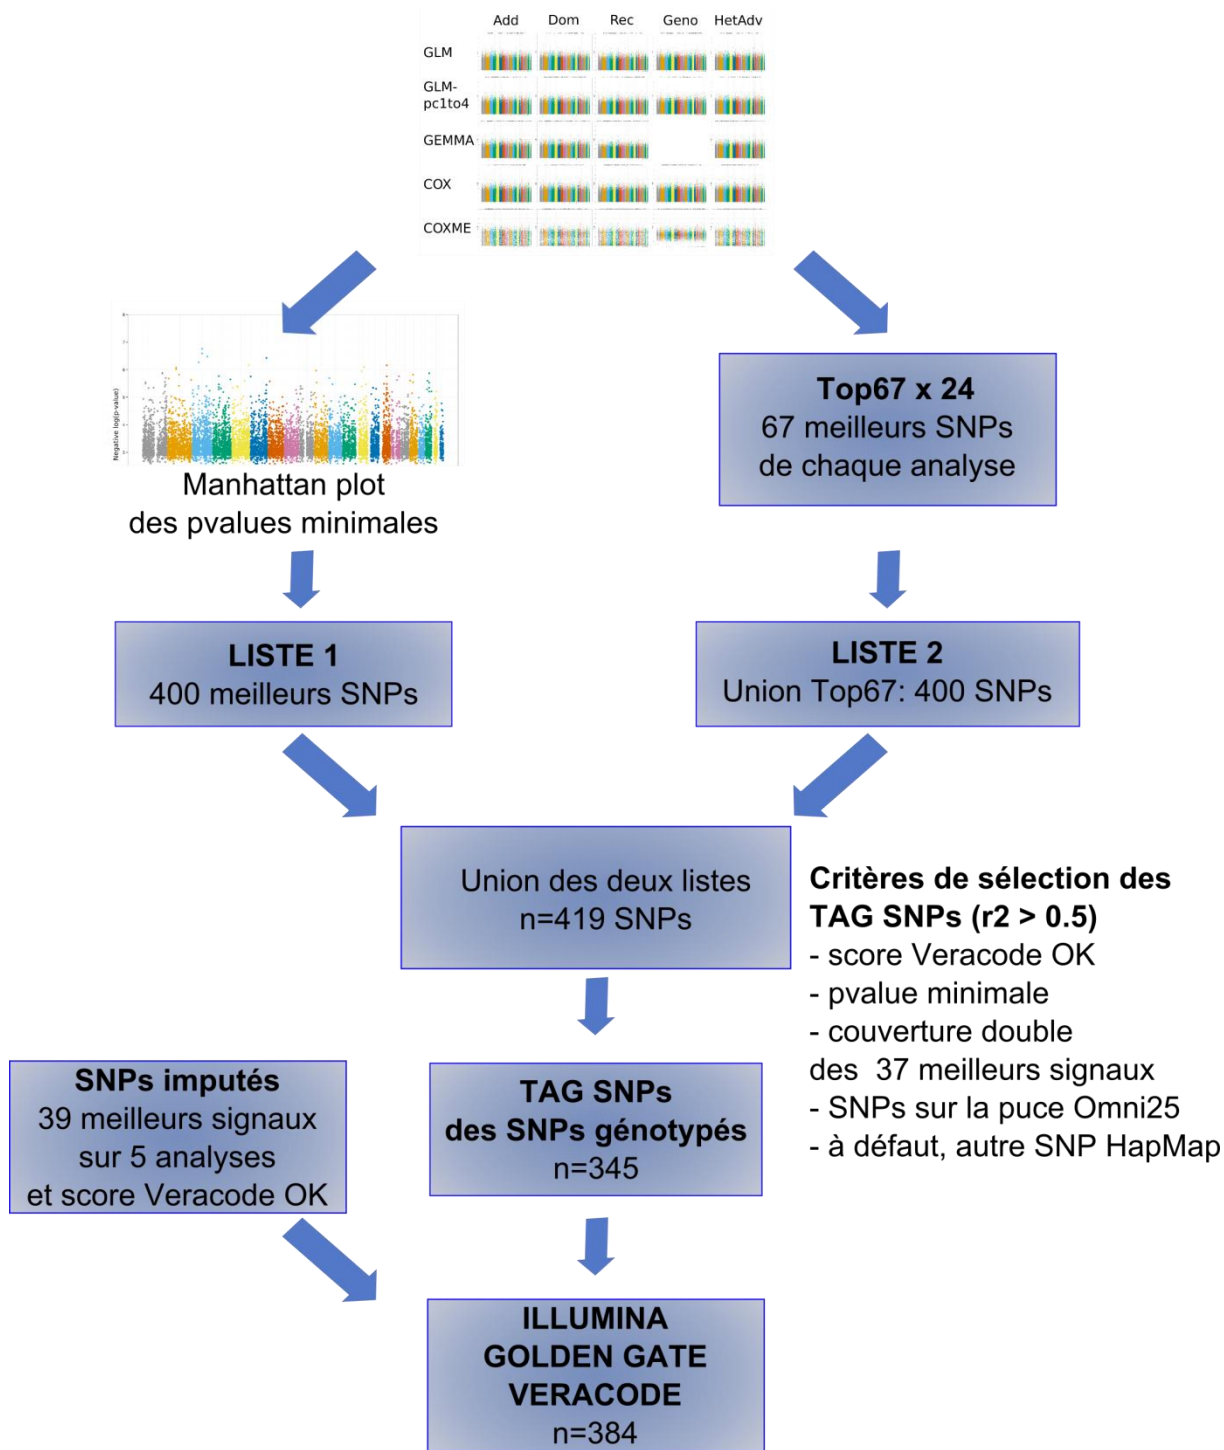 Add Dom Rec Geno HetAdv
GLM
GLM-
pc1to4
GEMMA
COX
COXME
Negative log(p-value)
Manhattan plot
des pvalues minimales
Top67 x 24
67 meilleurs SNPs
de chaque analyse
LISTE 1
400 meilleurs SNPs
LISTE 2
Union Top67: 400 SNPs
Union des deux listes
n=419 SNPs
Critères de sélection des
TAG SNPs (r2 > 0.5)
- score Veracode OK
- pvalue minimale
- couverture double
des 37 meilleurs signaux
- SNPs sur la puce Omni25
- à défaut, autre SNP HapMap
SNPs imputés
39 meilleurs signaux
sur 5 analyses
et score Veracode OK
TAG SNPs
des SNPs génotypés
n=345
ILLUMINA
GOLDEN GATE
VERACODE
n=384